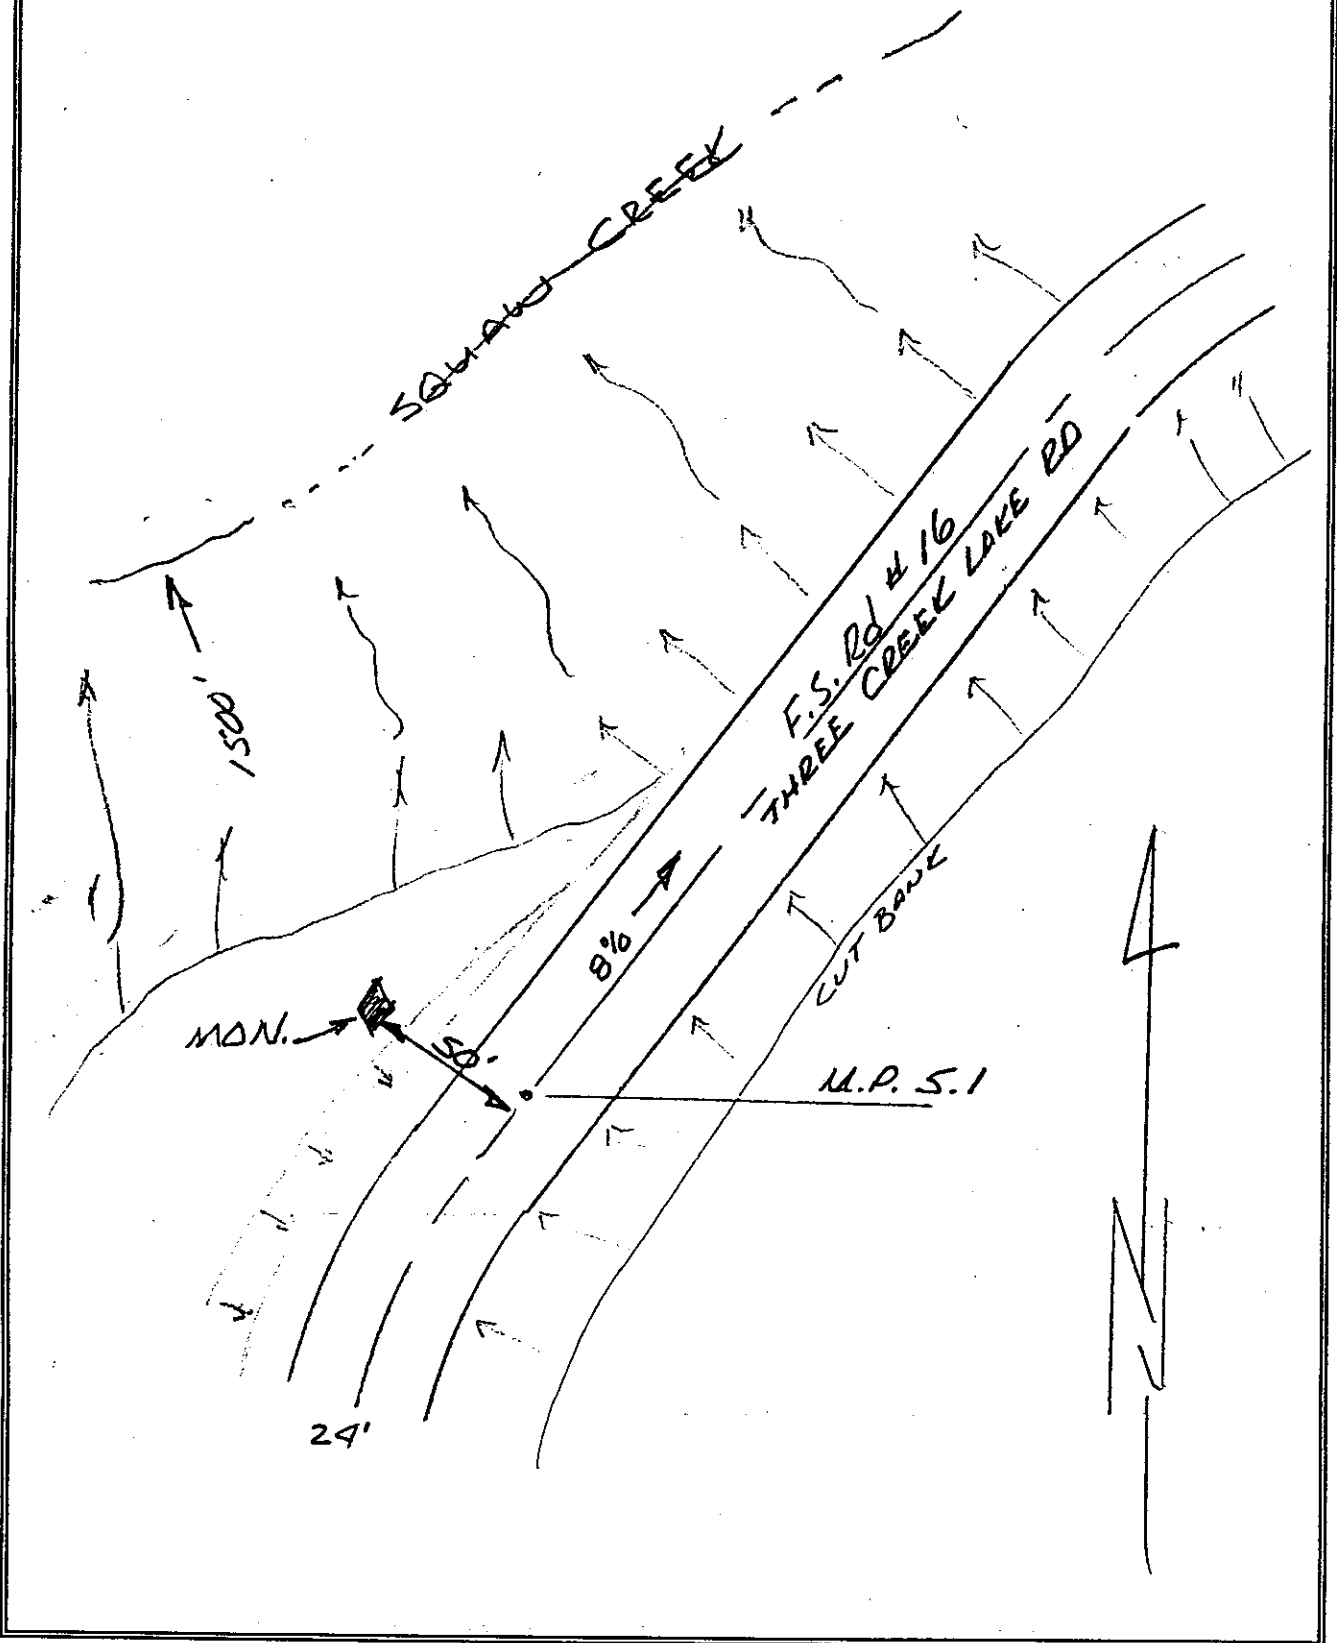 SQUAW CREEK
1500'
F.S. Rd # 16
THREE CREEK LAKE RD
8%
CUT BANK
MON.
50'
M.P. 5.1
24'
N